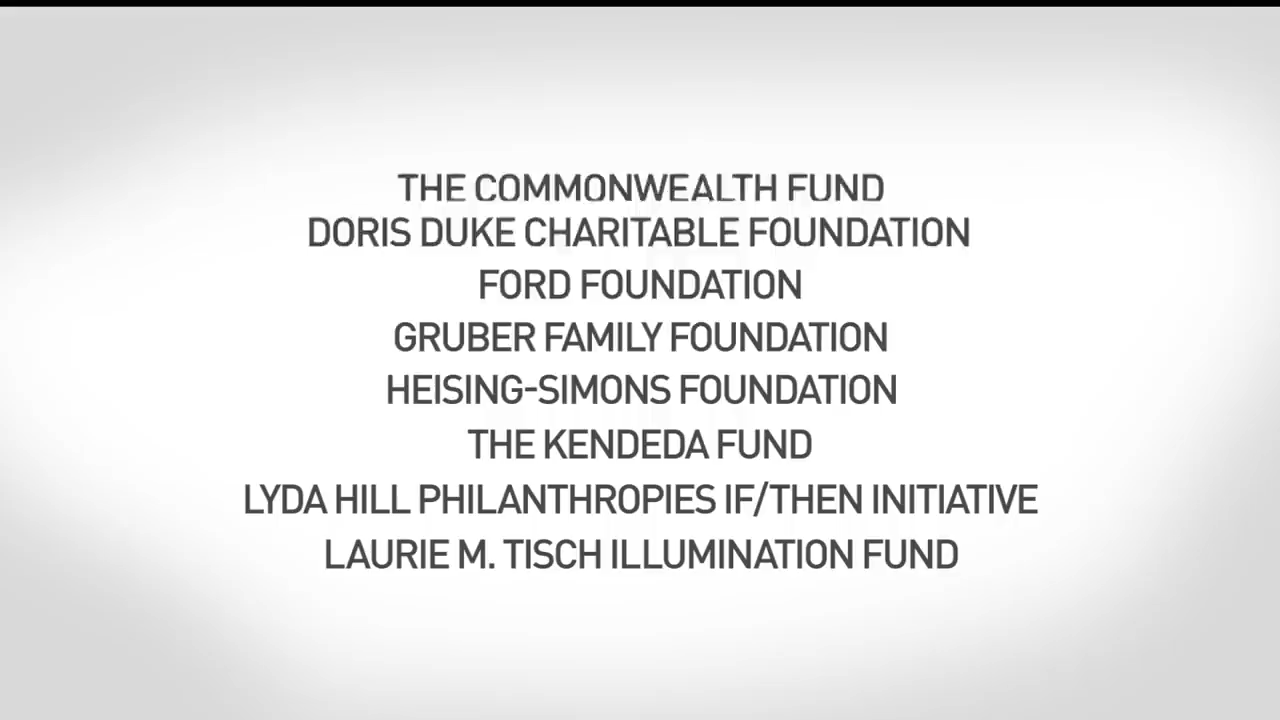 THE COMMONWEALTH FUND
DORIS DUKE CHARITABLE FOUNDATION
FORD FOUNDATION
GRUBER FAMILY FOUNDATION
HEISING-SIMONS FOUNDATION
THE KENDEDA FUND
LYDA HILL PHILANTHROPIES IF/THEN INITIATIVE
LAURIE M. TISCH ILLUMINATION FUND